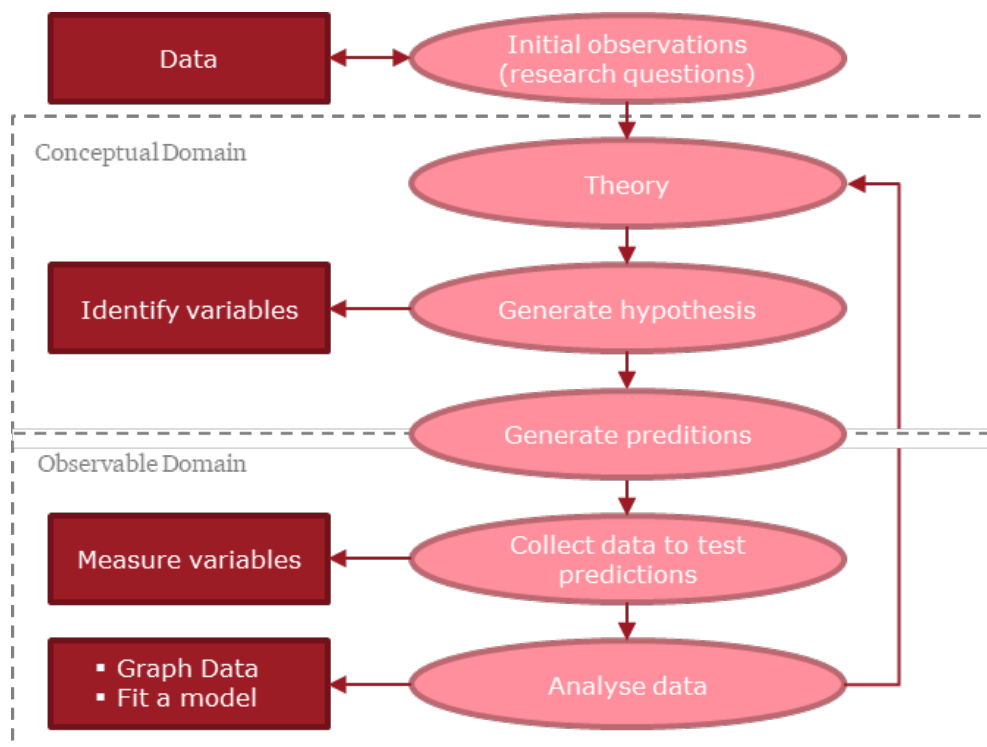 Data
Initial observations
(research questions)
Conceptual Domain
Theory
Identify variables
Generate hypothesis
Generate preditions
Observable Domain
Measure variables
Collect data to test
predictions
▪ Graph Data
▪ Fit a model
Analyse data